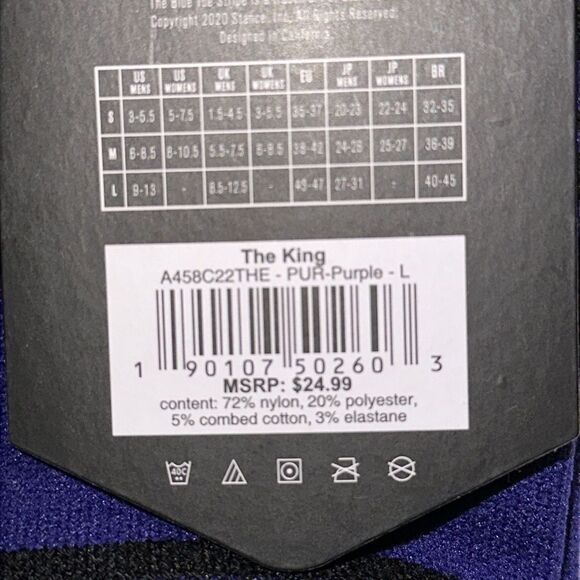 The Blue Toe Stripe is a
Copyright 2020 Stance, Inc. All Rights Reserved.
Designed in California.
US MENS US WOMENS UK MENS UK WOMENS EU JP MENS JP WOMENS BR
S 3-5.5 5-7.5 1.5-4.5 3-5.5 35-37 20-23 22-24 32-35
M 6-8.5 8-10.5 5.5-7.5 6-8.5 38-42 24-26 25-27 36-39
L 9-13 - 8.5-12.5 - 43-47 27-31 - 40-45
The King
A458C22THE - PUR-Purple - L
1 90107 50260 3
MSRP: $24.99
content: 72% nylon, 20% polyester,
5% combed cotton, 3% elastane
40C